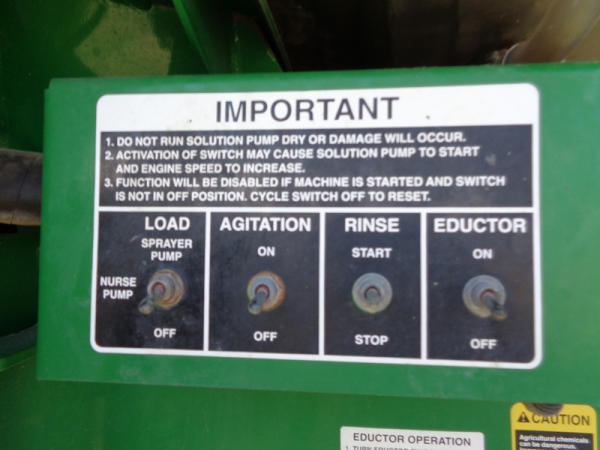 IMPORTANT
1. DO NOT RUN SOLUTION PUMP DRY OR DAMAGE WILL OCCUR.
2. ACTIVATION OF SWITCH MAY CAUSE SOLUTION PUMP TO START
AND ENGINE SPEED TO INCREASE.
3. FUNCTION WILL BE DISABLED IF MACHINE IS STARTED AND SWITCH
IS NOT IN OFF POSITION. CYCLE SWITCH OFF TO RESET.
LOAD
SPRAYER
PUMP
NURSE
PUMP
OFF
AGITATION
ON
OFF
RINSE
START
STOP
EDUCTOR
ON
OFF
EDUCTOR OPERATION
CAUTION
Agricultural chemicals
can be dangerous.